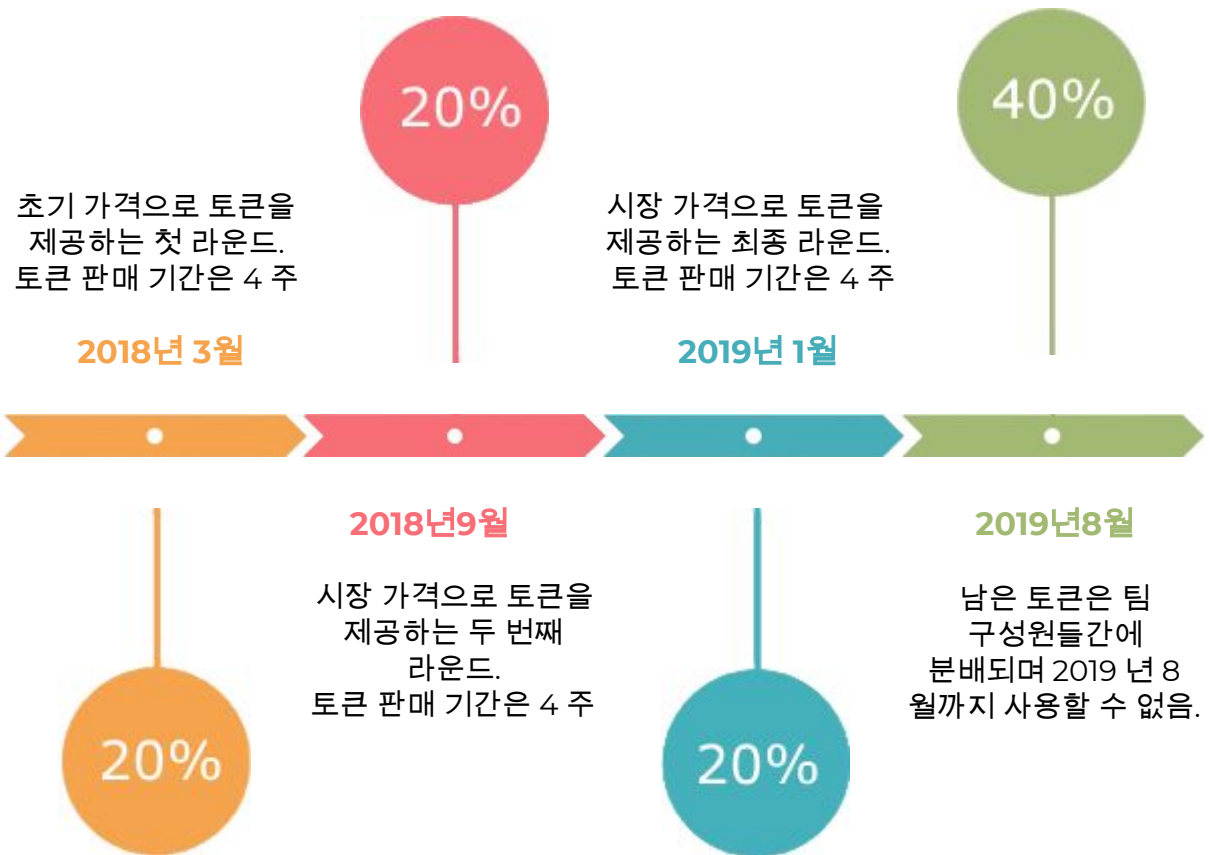 20%
40%
초기 가격으로 토큰을
제공하는 첫 라운드.
토큰 판매 기간은 4 주
2018년 3월
시장 가격으로 토큰을
제공하는 최종 라운드.
토큰 판매 기간은 4 주
2019년 1월
2018년9월
시장 가격으로 토큰을
제공하는 두 번째
라운드.
토큰 판매 기간은 4 주
2019년8월
남은 토큰은 팀
구성원들간에
분배되며 2019 년 8
월까지 사용할 수 없음.
20%
20%